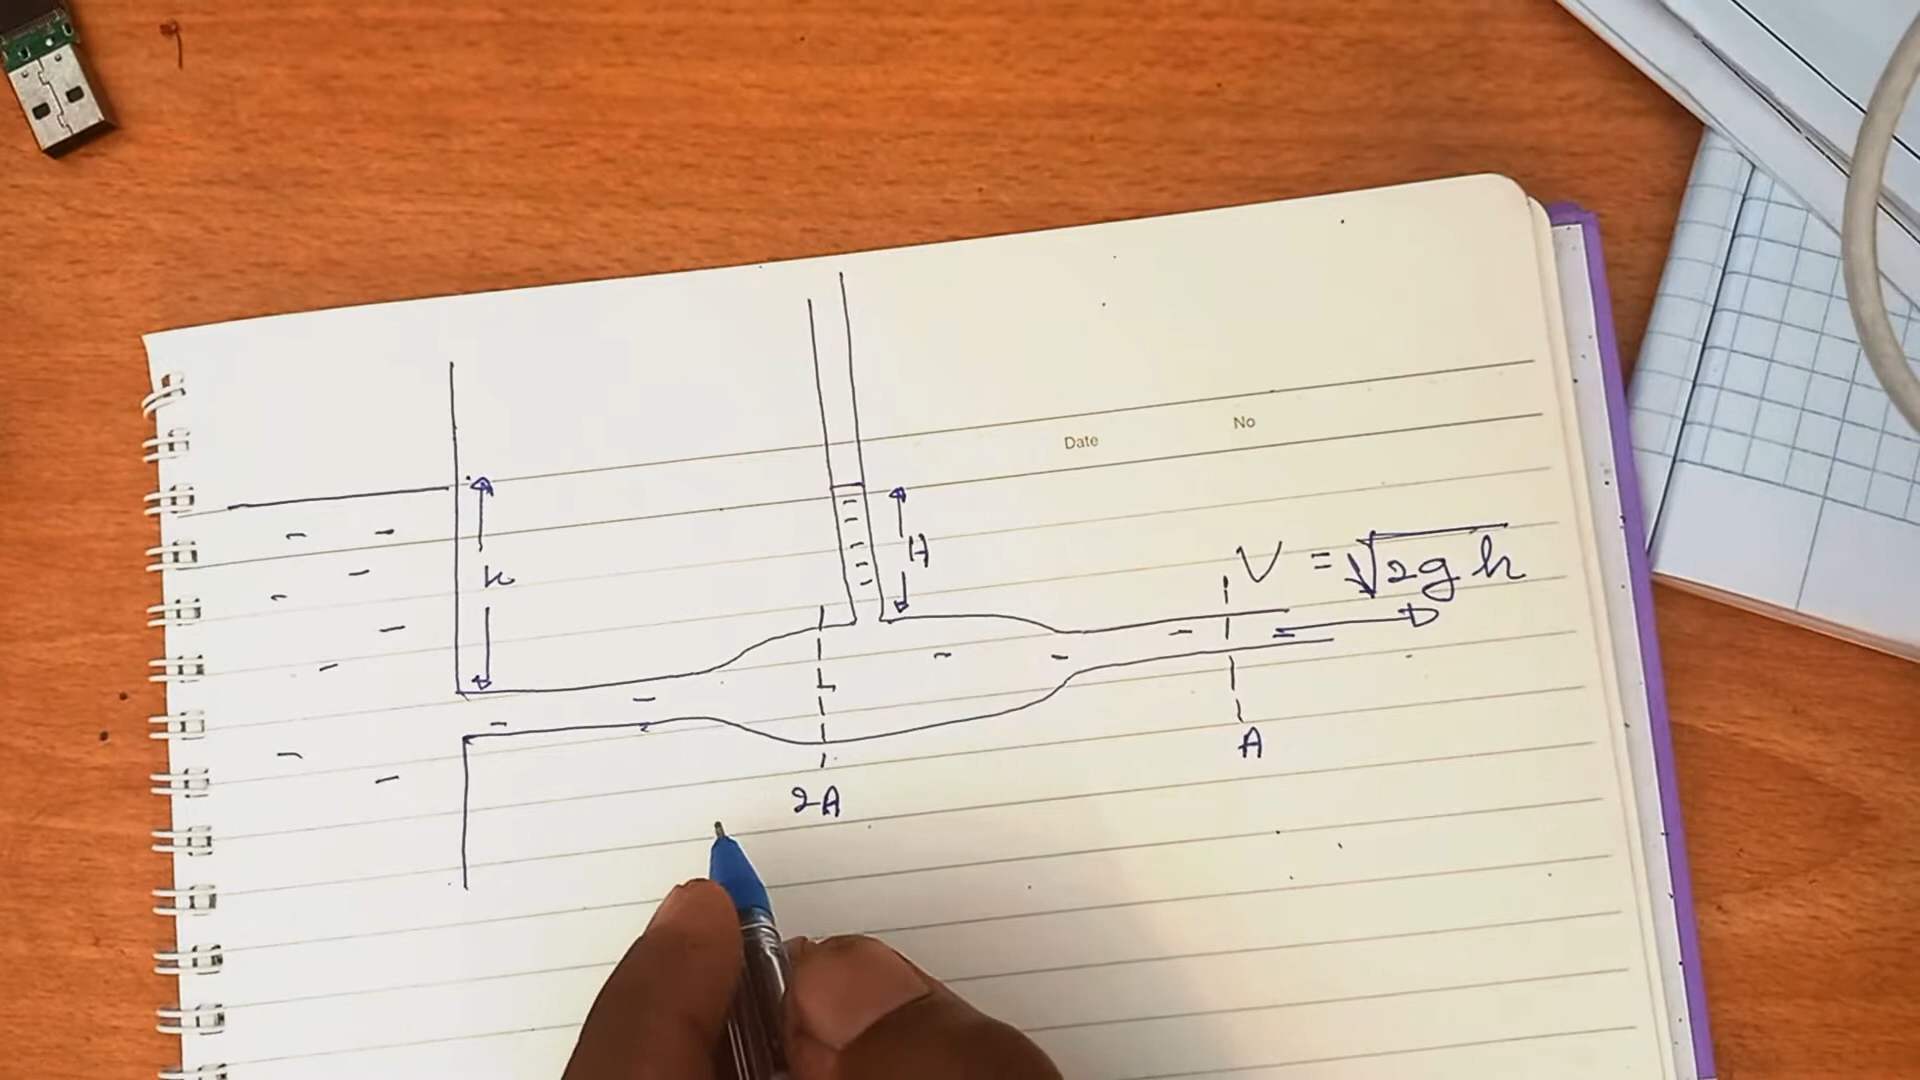 Date No
h
H
V = √2gh
A
2A